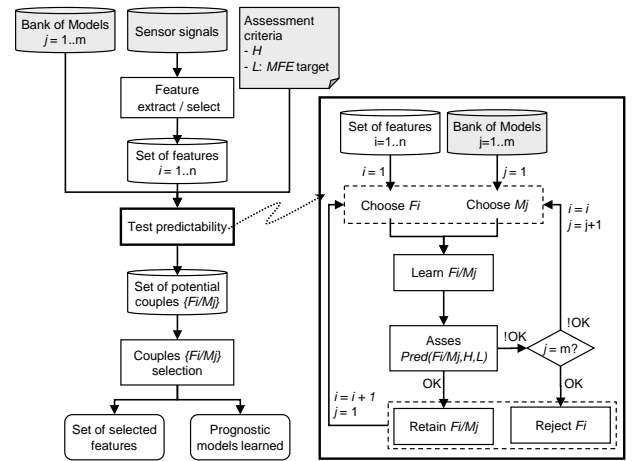 Bank of Models
j = 1..m
Sensor signals
Assessment
criteria
- H
- L: MFE target
Feature
extract / select
Set of features
i = 1..n
Test predictability
Set of potential
couples {Fi/Mj}
Couples {Fi/Mj}
selection
Set of selected
features
Prognostic
models learned
Set of features
i=1..n
Bank of Models
j=1..m
i = 1
j = 1
Choose Fi
Choose Mj
i = i
j = j+1
Learn Fi/Mj
Asses
Pred(Fi/Mj,H,L)
!OK
j = m?
!OK
OK
OK
i = i + 1
j = 1
Retain Fi/Mj
Reject Fi